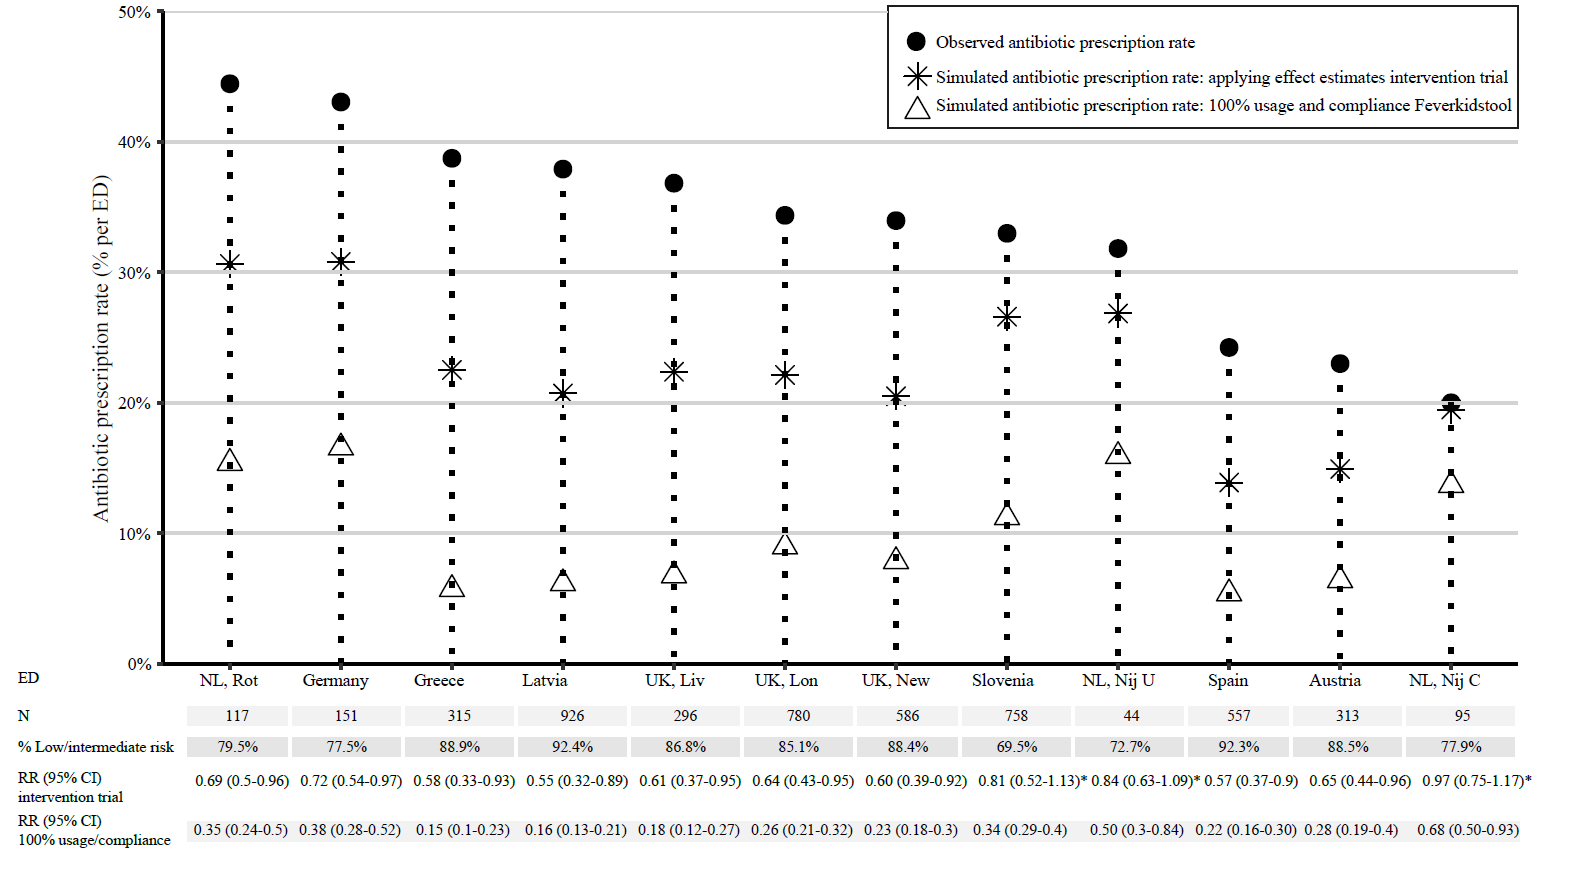 50%
Observed antibiotic prescription rate
Simulated antibiotic prescription rate: applying effect estimates intervention trial
Simulated antibiotic prescription rate: 100% usage and compliance Feverkidstool
40%
30%
20%
10%
0%
Antibiotic prescription rate (% per ED)
ED NL, Rot Germany Greece Latvia UK, Liv UK, Lon UK, New Slovenia NL, Nij U Spain Austria NL, Nij C
N 117 151 315 926 296 780 586 758 44 557 313 95
% Low/intermediate risk 79.5% 77.5% 88.9% 92.4% 86.8% 85.1% 88.4% 69.5% 72.7% 92.3% 88.5% 77.9%
RR (95% CI) 0.69 (0.5-0.96) 0.72 (0.54-0.97) 0.58 (0.33-0.93) 0.55 (0.32-0.89) 0.61 (0.37-0.95) 0.64 (0.43-0.95) 0.60 (0.39-0.92) 0.81 (0.52-1.13)* 0.84 (0.63-1.09)* 0.57 (0.37-0.9) 0.65 (0.44-0.96) 0.97 (0.75-1.17)*
intervention trial
RR (95% CI)
100% usage/compliance 0.35 (0.24-0.5) 0.38 (0.28-0.52) 0.15 (0.1-0.23) 0.16 (0.13-0.21) 0.18 (0.12-0.27) 0.26 (0.21-0.32) 0.23 (0.18-0.3) 0.34 (0.29-0.4) 0.50 (0.3-0.84) 0.22 (0.16-0.30) 0.28 (0.19-0.4) 0.68 (0.50-0.93)